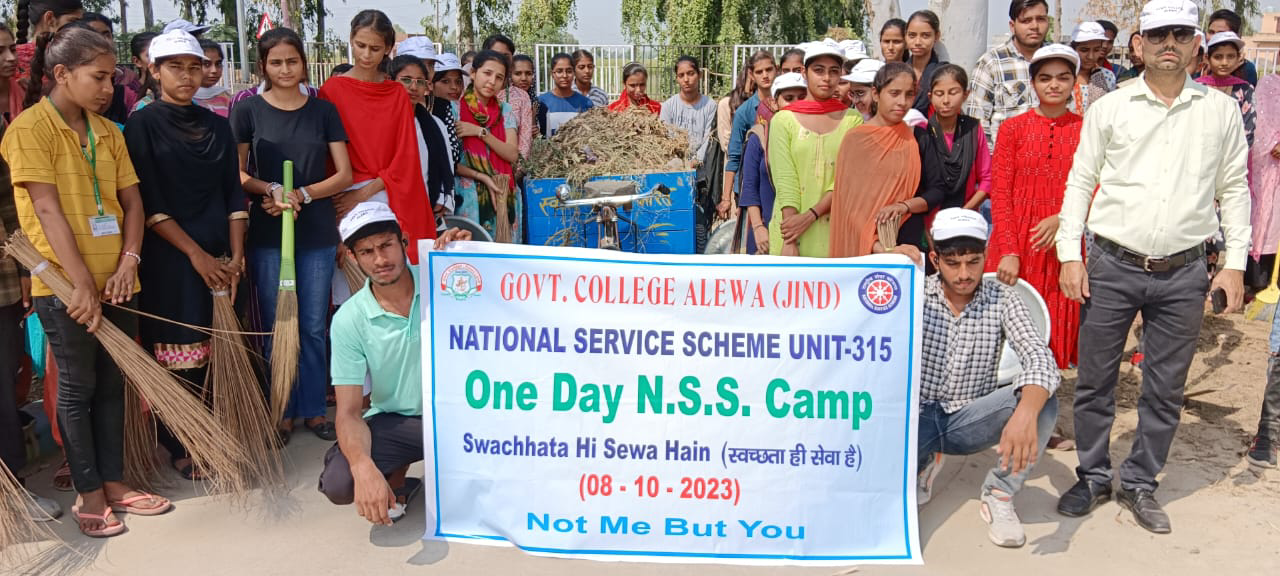 GOVT. COLLEGE ALEWA (JIND)
NATIONAL SERVICE SCHEME UNIT-315
One Day N.S.S. Camp
Swachhata Hi Sewa Hain (स्वच्छता ही सेवा है)
(08 - 10 - 2023)
Not Me But You